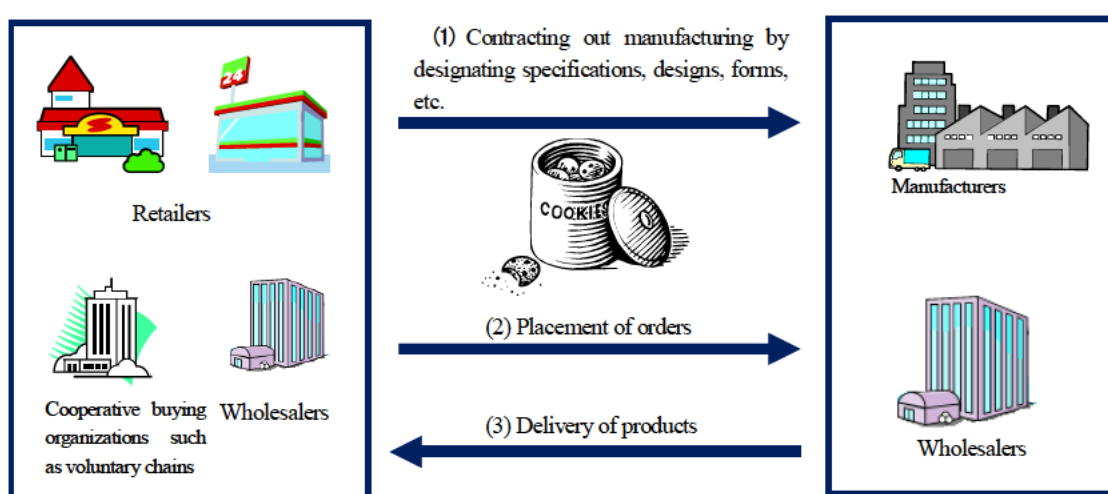 (1) Contracting out manufacturing by
designating specifications, designs, forms,
etc.
24
S
Retailers
COOKIES
Manufacturers
(2) Placement of orders
Cooperative buying
organizations such
as voluntary chains
Wholesalers
(3) Delivery of products
Wholesalers